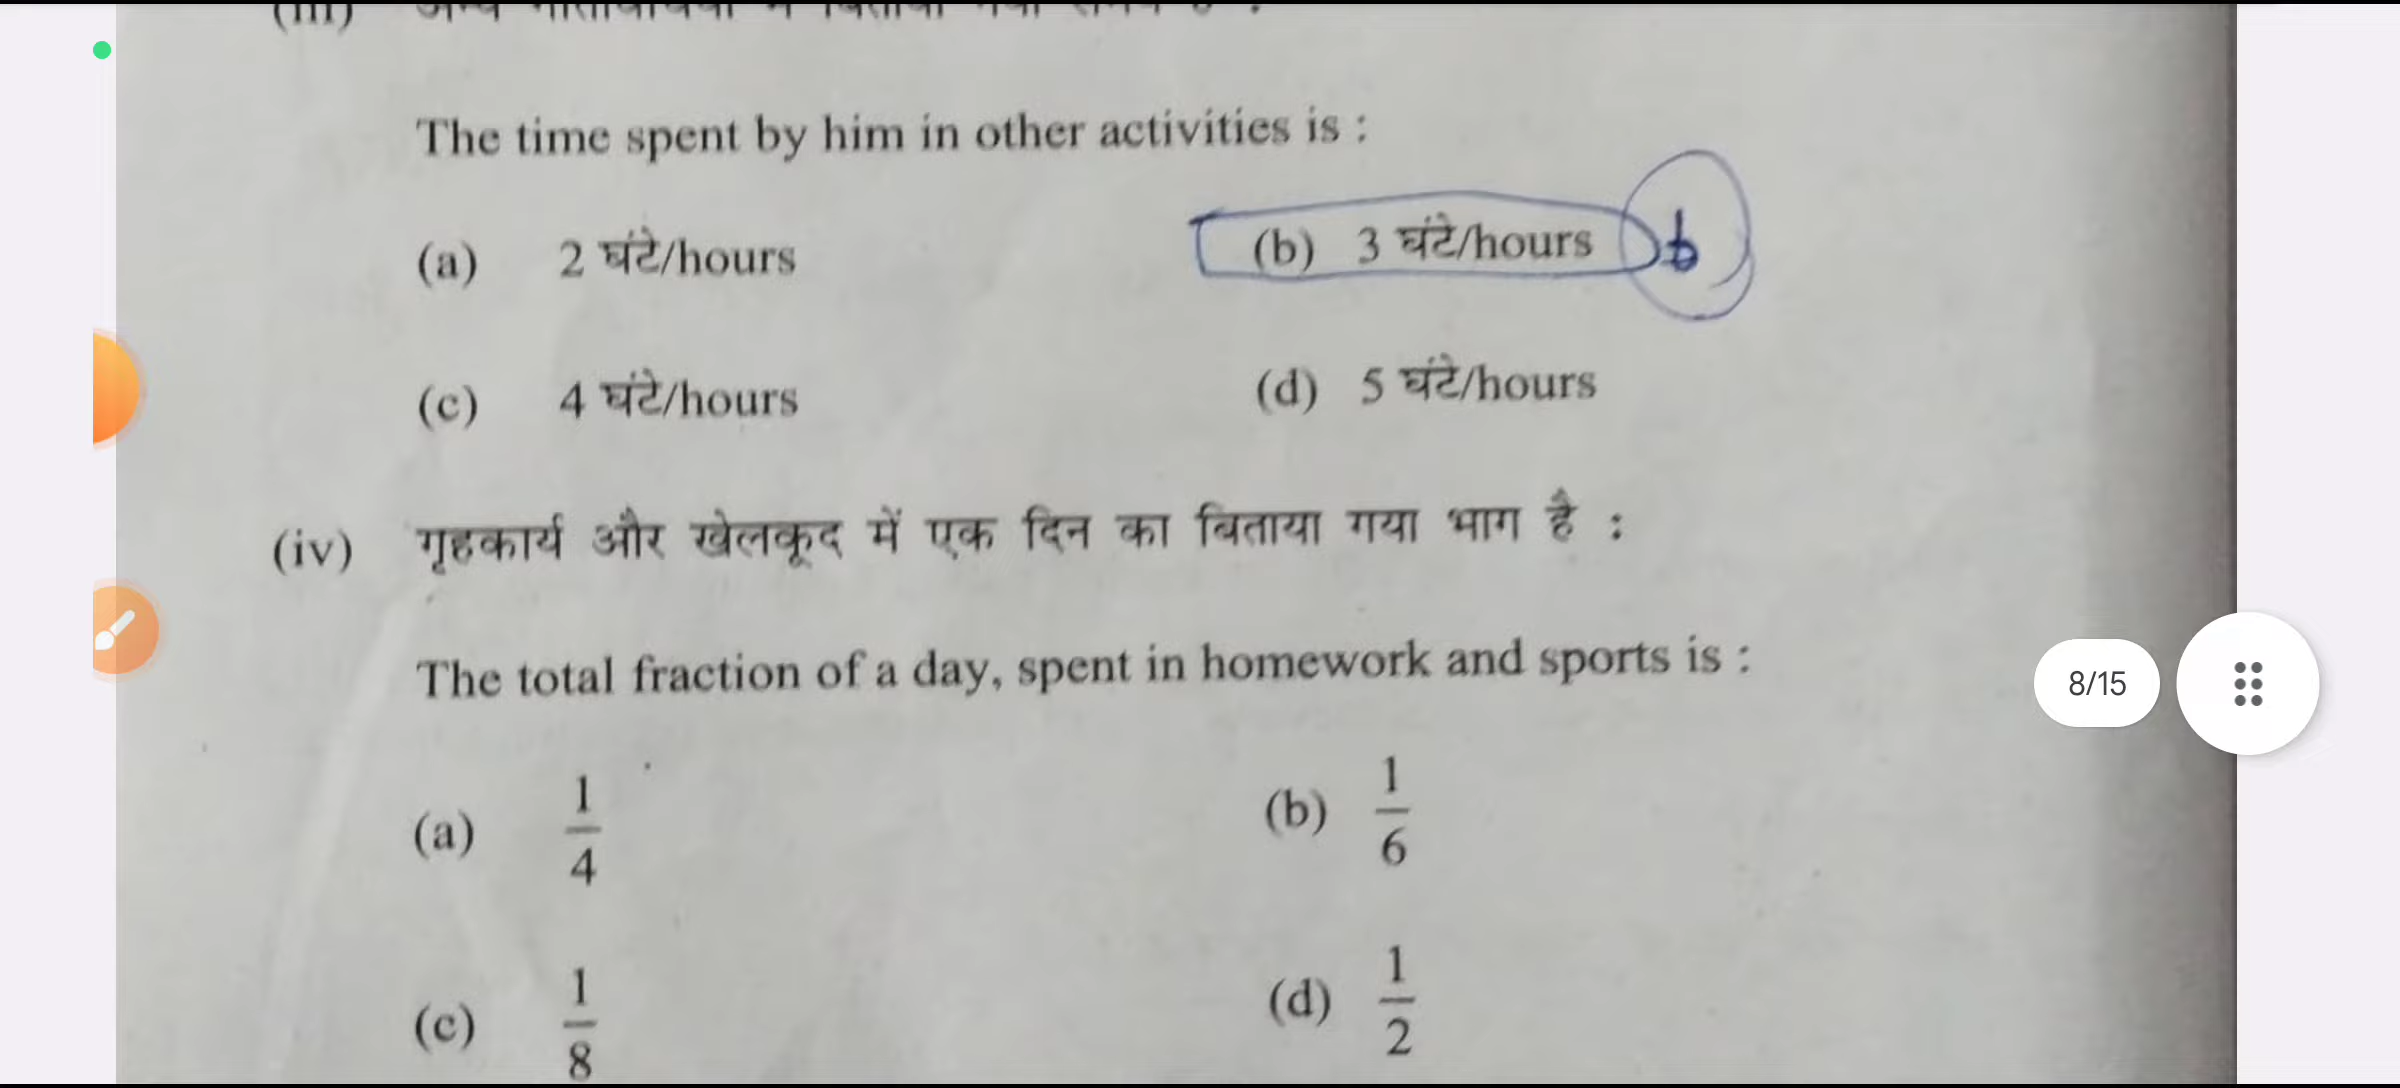 (iii)
The time spent by him in other activities is :
(a) 2 घंटे/hours (b) 3 घंटे/hours b
(c) 4 घंटे/hours (d) 5 घंटे/hours
(iv) गृहकार्य और खेलकूद में एक दिन का बिताया गया भाग है :
The total fraction of a day, spent in homework and sports is :
8/15
(a) 1/4 (b) 1/6
(c) 1/8 (d) 1/2